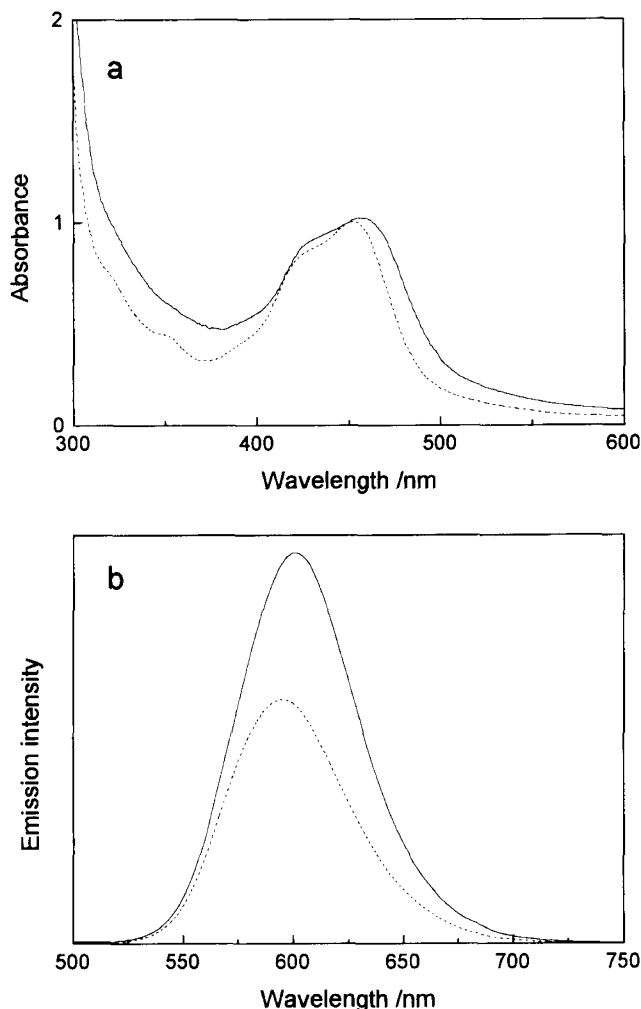 a
2
1
0
Absorbance
300 400 500 600
Wavelength /nm
b
Emission intensity
500 550 600 650 700 750
Wavelength /nm